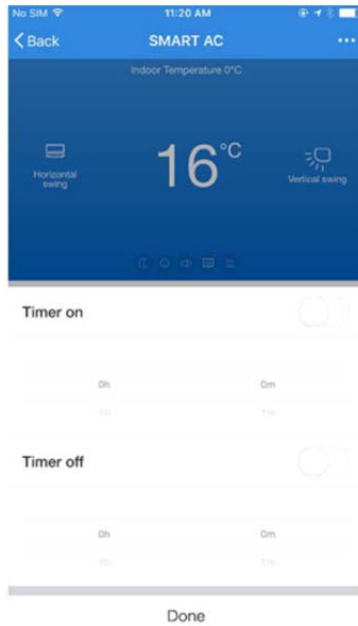 No SIM 11:20 AM
Back SMART AC
Indoor Temperature 0°C
16°C
Horizontal swing
Vertical swing
Timer on
0h 0m
1m
Timer off
0h 0m
Done